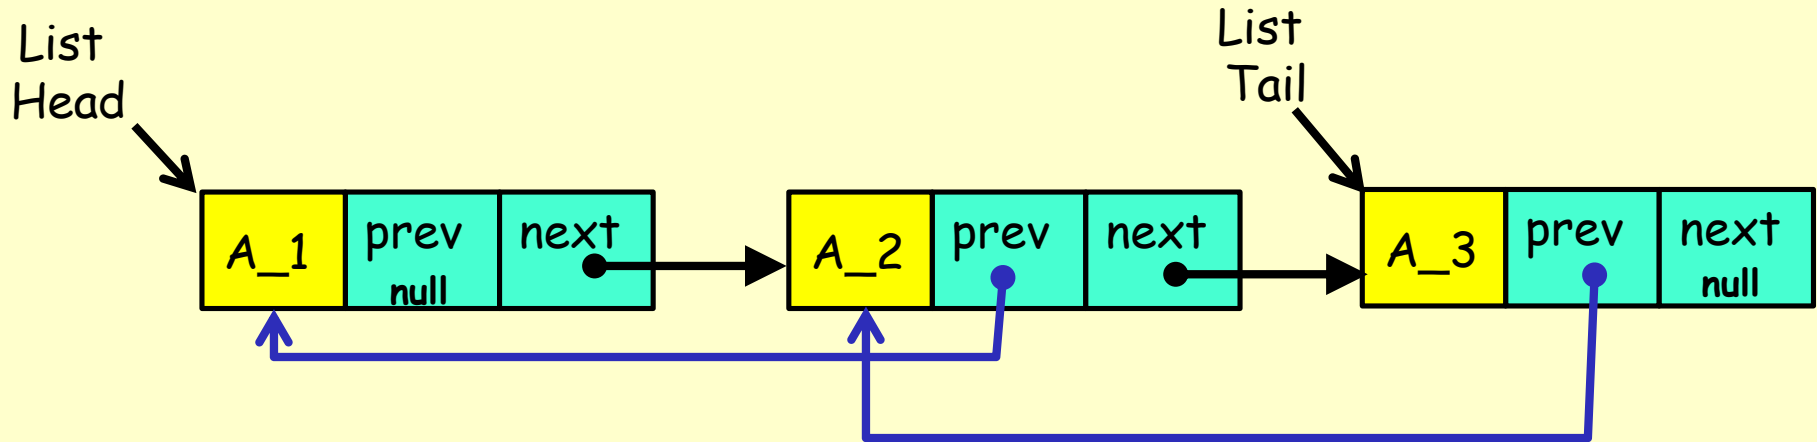 List
Head
List
Tail
A_1
prev
null
next
A_2
prev
next
A_3
prev
next
null